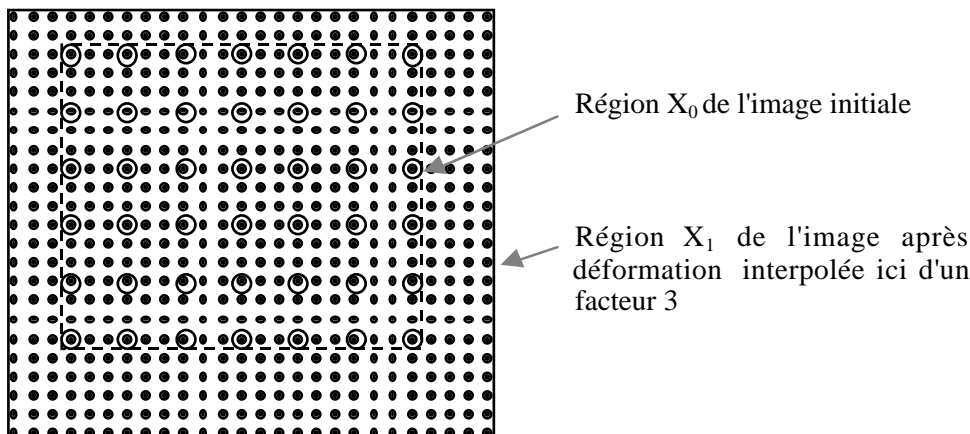 Région X₀ de l'image initiale
Région X₁ de l'image après
déformation interpolée ici d'un
facteur 3